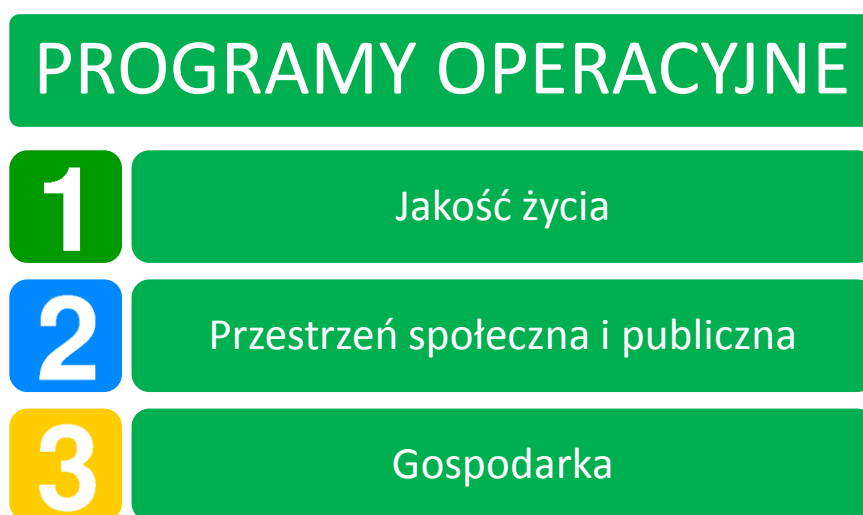 PROGRAMY OPERACYJNE
1 Jakość życia
2 Przestrzeń społeczna i publiczna
3 Gospodarka